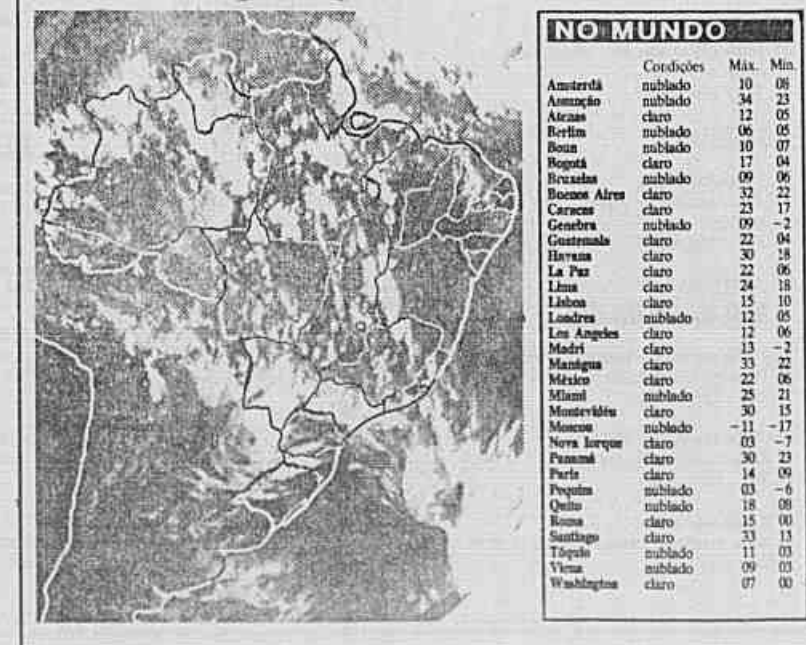 NO MUNDO
Condições Máx. Min.
Amsterdã nublado 10 08
Assunção nublado 34 23
Atenas claro 12 05
Berlim nublado 06 05
Bonn nublado 10 07
Bogotá claro 17 04
Bruxelas nublado 09 06
Buenos Aires claro 32 22
Caracas claro 23 17
Genebra nublado 09 -2
Guatemala claro 22 04
Havana claro 30 18
La Paz claro 22 06
Lima claro 24 18
Lisboa claro 15 10
Londres nublado 12 05
Los Angeles claro 12 06
Madri claro 13 -2
Manágua claro 33 22
México claro 22 06
Miami nublado 25 21
Montevidéu claro 30 15
Moscou nublado -11 -17
Nova Iorque claro 03 -7
Panamá claro 30 23
Paris claro 14 09
Pequim nublado 03 -6
Quito nublado 18 08
Roma claro 15 00
Santiago claro 33 13
Tóquio nublado 11 03
Viena nublado 09 03
Washington claro 07 00